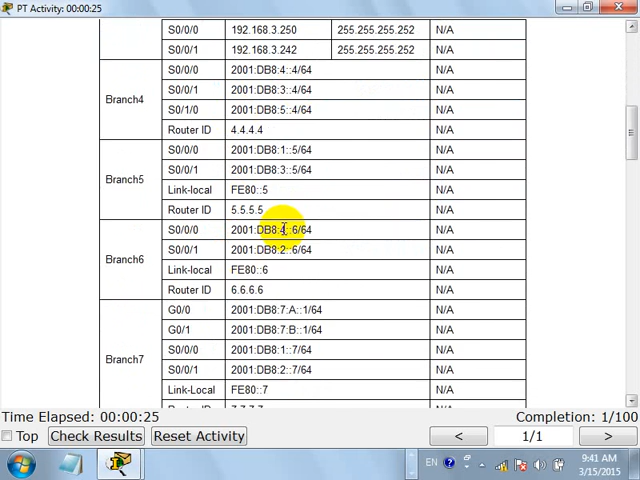 PT Activity: 00:00:25
S0/0/0 192.168.3.250 255.255.255.252 N/A
S0/0/1 192.168.3.242 255.255.255.252 N/A
Branch4
S0/0/0 2001:DB8:4::4/64 N/A
S0/0/1 2001:DB8:3::4/64 N/A
S0/1/0 2001:DB8:5::4/64 N/A
Router ID 4.4.4.4 N/A
Branch5
S0/0/0 2001:DB8:1::5/64 N/A
S0/0/1 2001:DB8:3::5/64 N/A
Link-local FE80::5 N/A
Router ID 5.5.5.5 N/A
Branch6
S0/0/0 2001:DB8:4::6/64 N/A
S0/0/1 2001:DB8:2::6/64 N/A
Link-local FE80::6 N/A
Router ID 6.6.6.6 N/A
Branch7
G0/0 2001:DB8:7:A::1/64 N/A
G0/1 2001:DB8:7:B::1/64 N/A
S0/0/0 2001:DB8:1::7/64 N/A
S0/0/1 2001:DB8:2::7/64 N/A
Link-Local FE80::7 N/A
Time Elapsed: 00:00:25 Completion: 1/100
Top Check Results Reset Activity < 1/1 >
EN 9:41 AM
3/15/2015